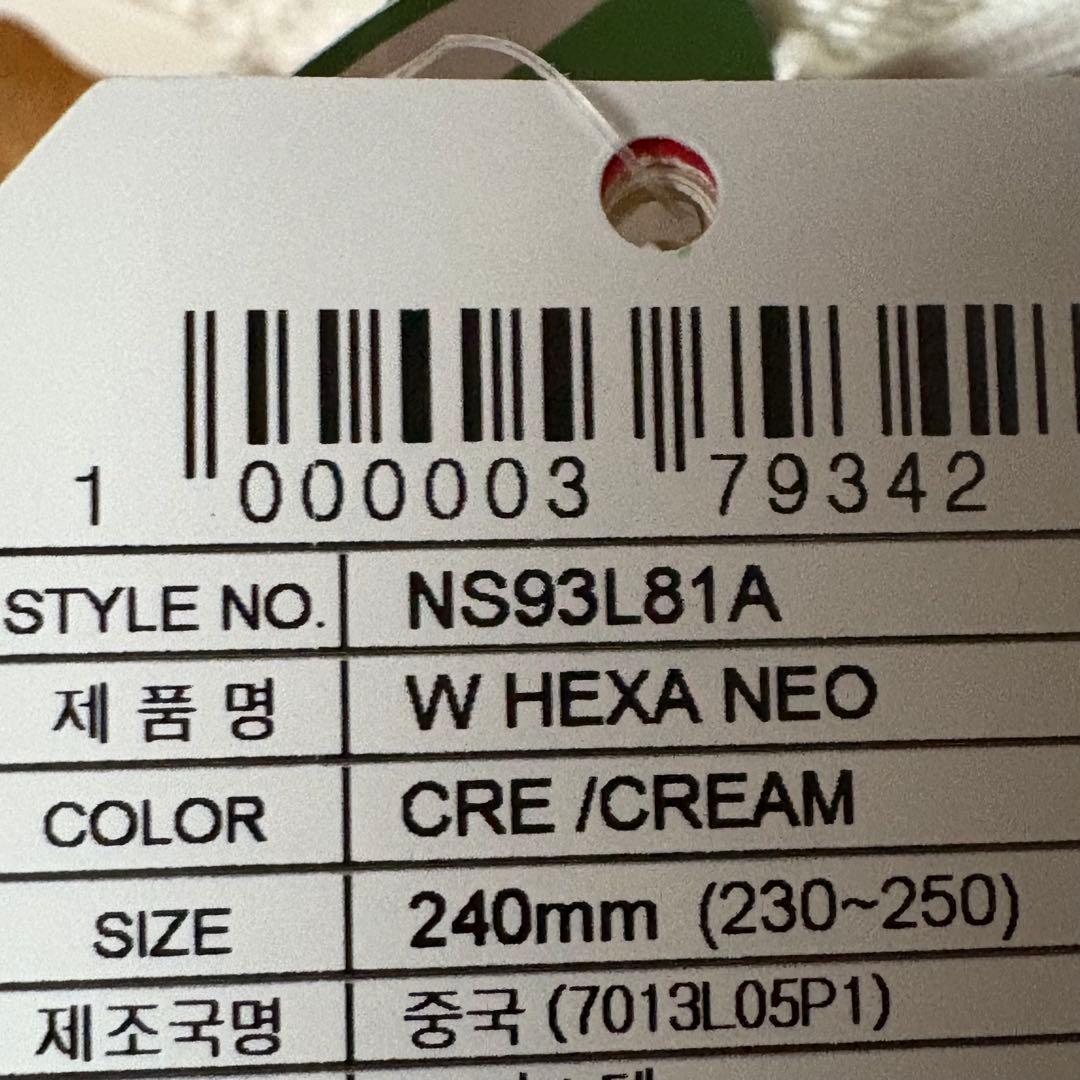 1 000003 79342
STYLE NO. NS93L81A
제 품 명 W HEXA NEO
COLOR CRE /CREAM
SIZE 240mm (230~250)
제조국명 중국 (7013L05P1)